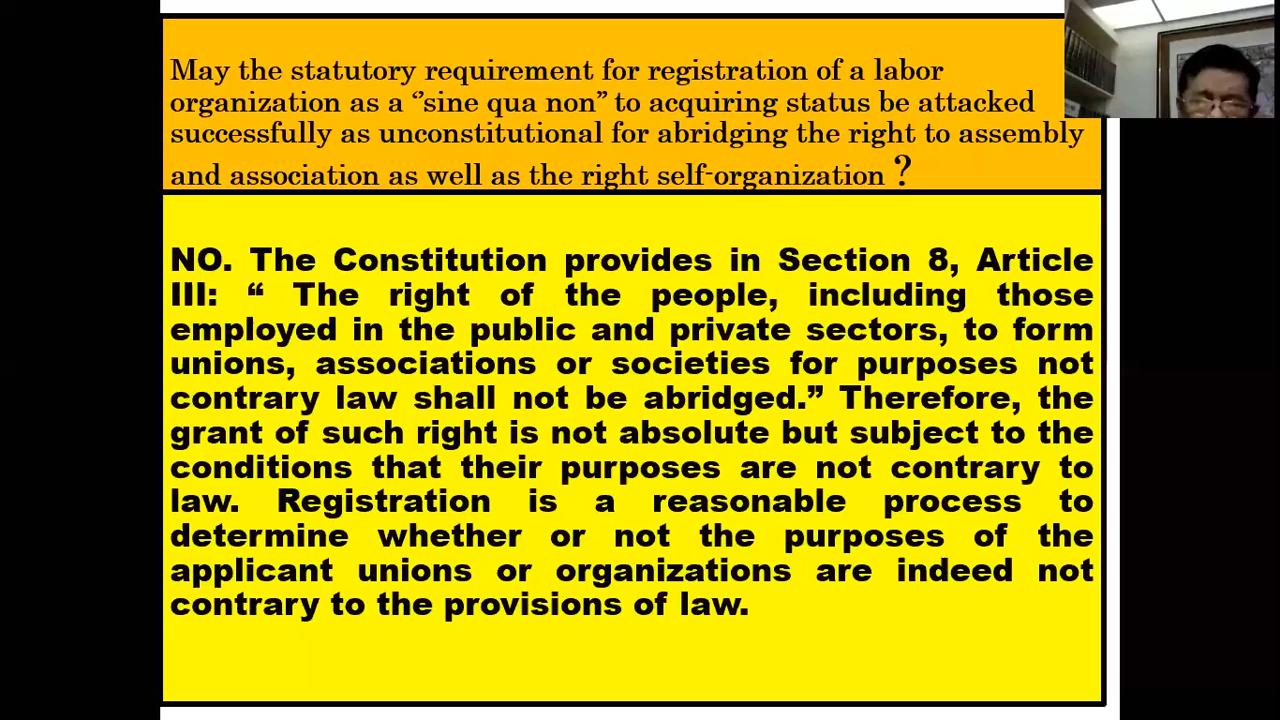 May the statutory requirement for registration of a labor
organization as a “sine qua non” to acquiring status be attacked
successfully as unconstitutional for abridging the right to assembly
and association as well as the right self-organization ?
NO. The Constitution provides in Section 8, Article
III: “ The right of the people, including those
employed in the public and private sectors, to form
unions, associations or societies for purposes not
contrary law shall not be abridged.” Therefore, the
grant of such right is not absolute but subject to the
conditions that their purposes are not contrary to
law. Registration is a reasonable process to
determine whether or not the purposes of the
applicant unions or organizations are indeed not
contrary to the provisions of law.